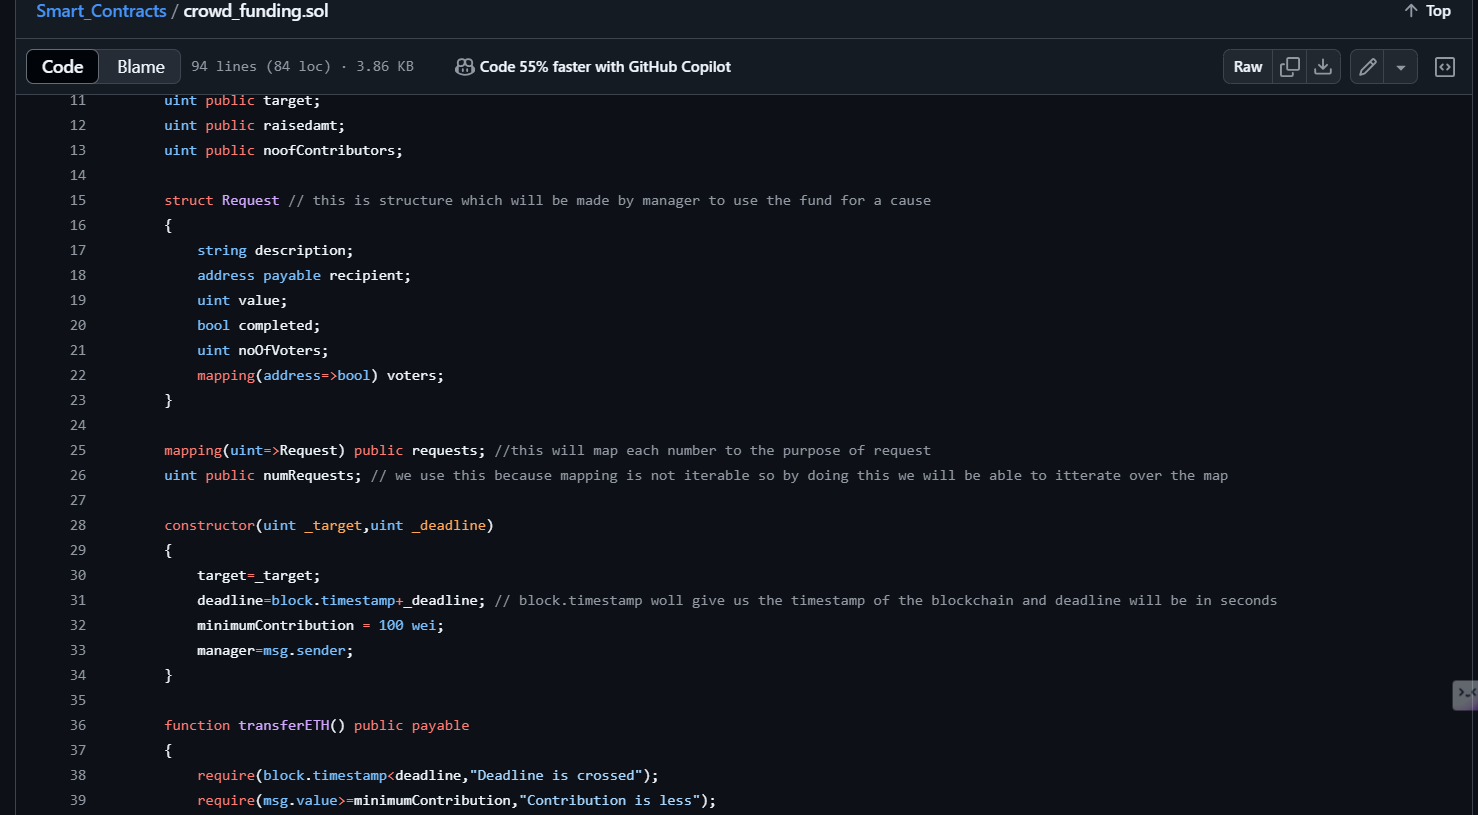 Smart_Contracts / crowd_funding.sol
Top
Code Blame 94 lines (84 loc) · 3.86 KB Code 55% faster with GitHub Copilot Raw
11 uint public target;
12 uint public raisedamt;
13 uint public noofContributors;
14
15 struct Request // this is structure which will be made by manager to use the fund for a cause
16 {
17 string description;
18 address payable recipient;
19 uint value;
20 bool completed;
21 uint noOfVoters;
22 mapping(address=>bool) voters;
23 }
24
25 mapping(uint=>Request) public requests; //this will map each number to the purpose of request
26 uint public numRequests; // we use this because mapping is not iterable so by doing this we will be able to itterate over the map
27
28 constructor(uint _target,uint _deadline)
29 {
30 target=_target;
31 deadline=block.timestamp+_deadline; // block.timestamp woll give us the timestamp of the blockchain and deadline will be in seconds
32 minimumContribution = 100 wei;
33 manager=msg.sender;
34 }
35
36 function transferETH() public payable
37 {
38 require(block.timestamp<deadline,"Deadline is crossed");
39 require(msg.value>=minimumContribution,"Contribution is less");